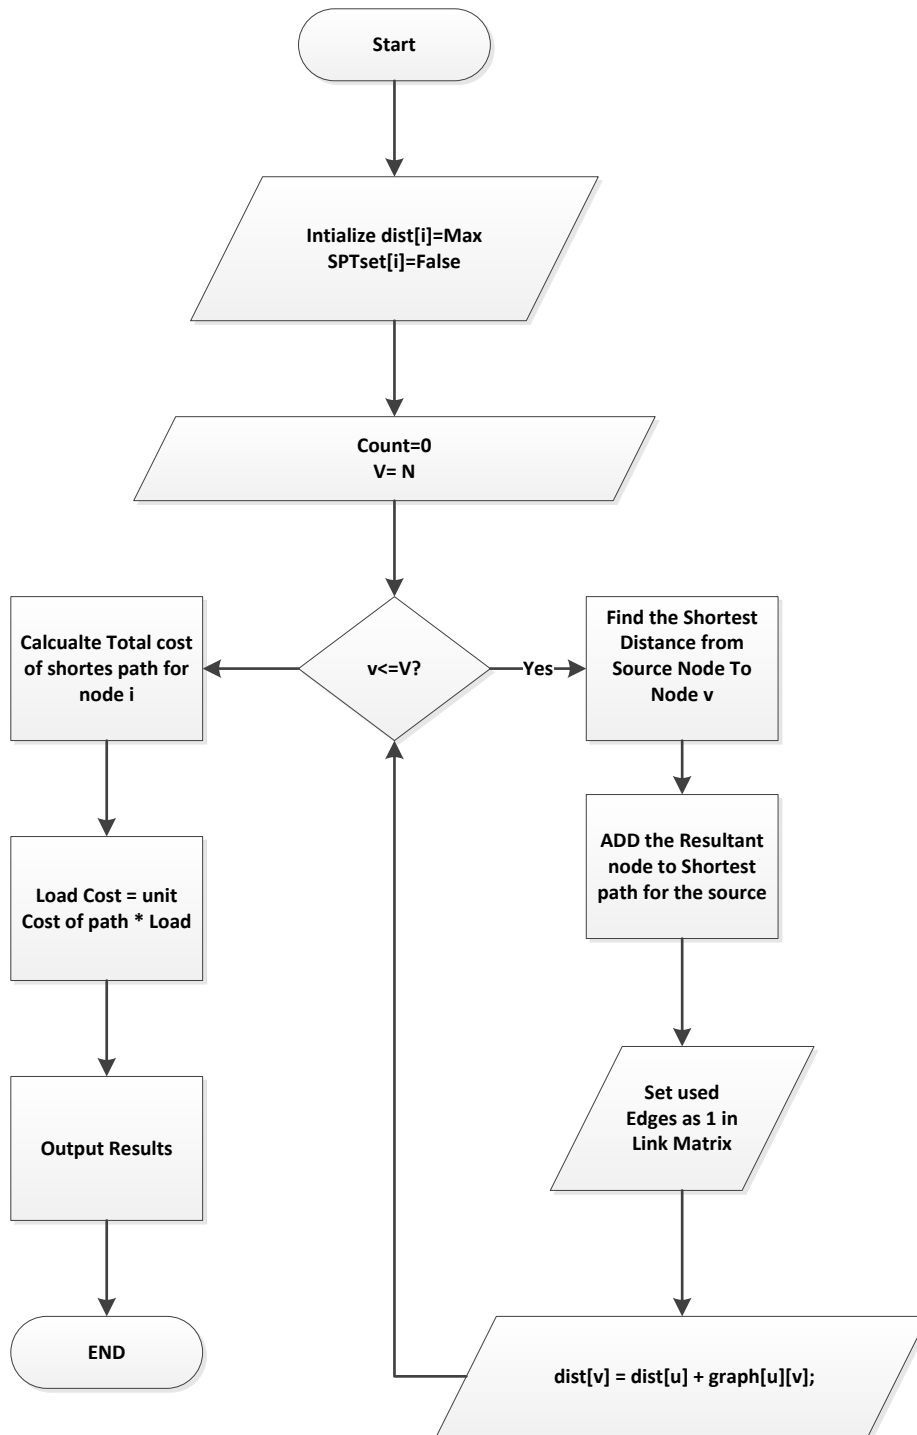 Start
Intialize dist[i]=Max
SPTset[i]=False
Count=0
V= N
v<=V?
Yes
Find the Shortest
Distance from
Source Node To
Node v
ADD the Resultant
node to Shortest
path for the source
Set used
Edges as 1 in
Link Matrix
dist[v] = dist[u] + graph[u][v];
Calcualte Total cost
of shortes path for
node i
Load Cost = unit
Cost of path * Load
Output Results
END